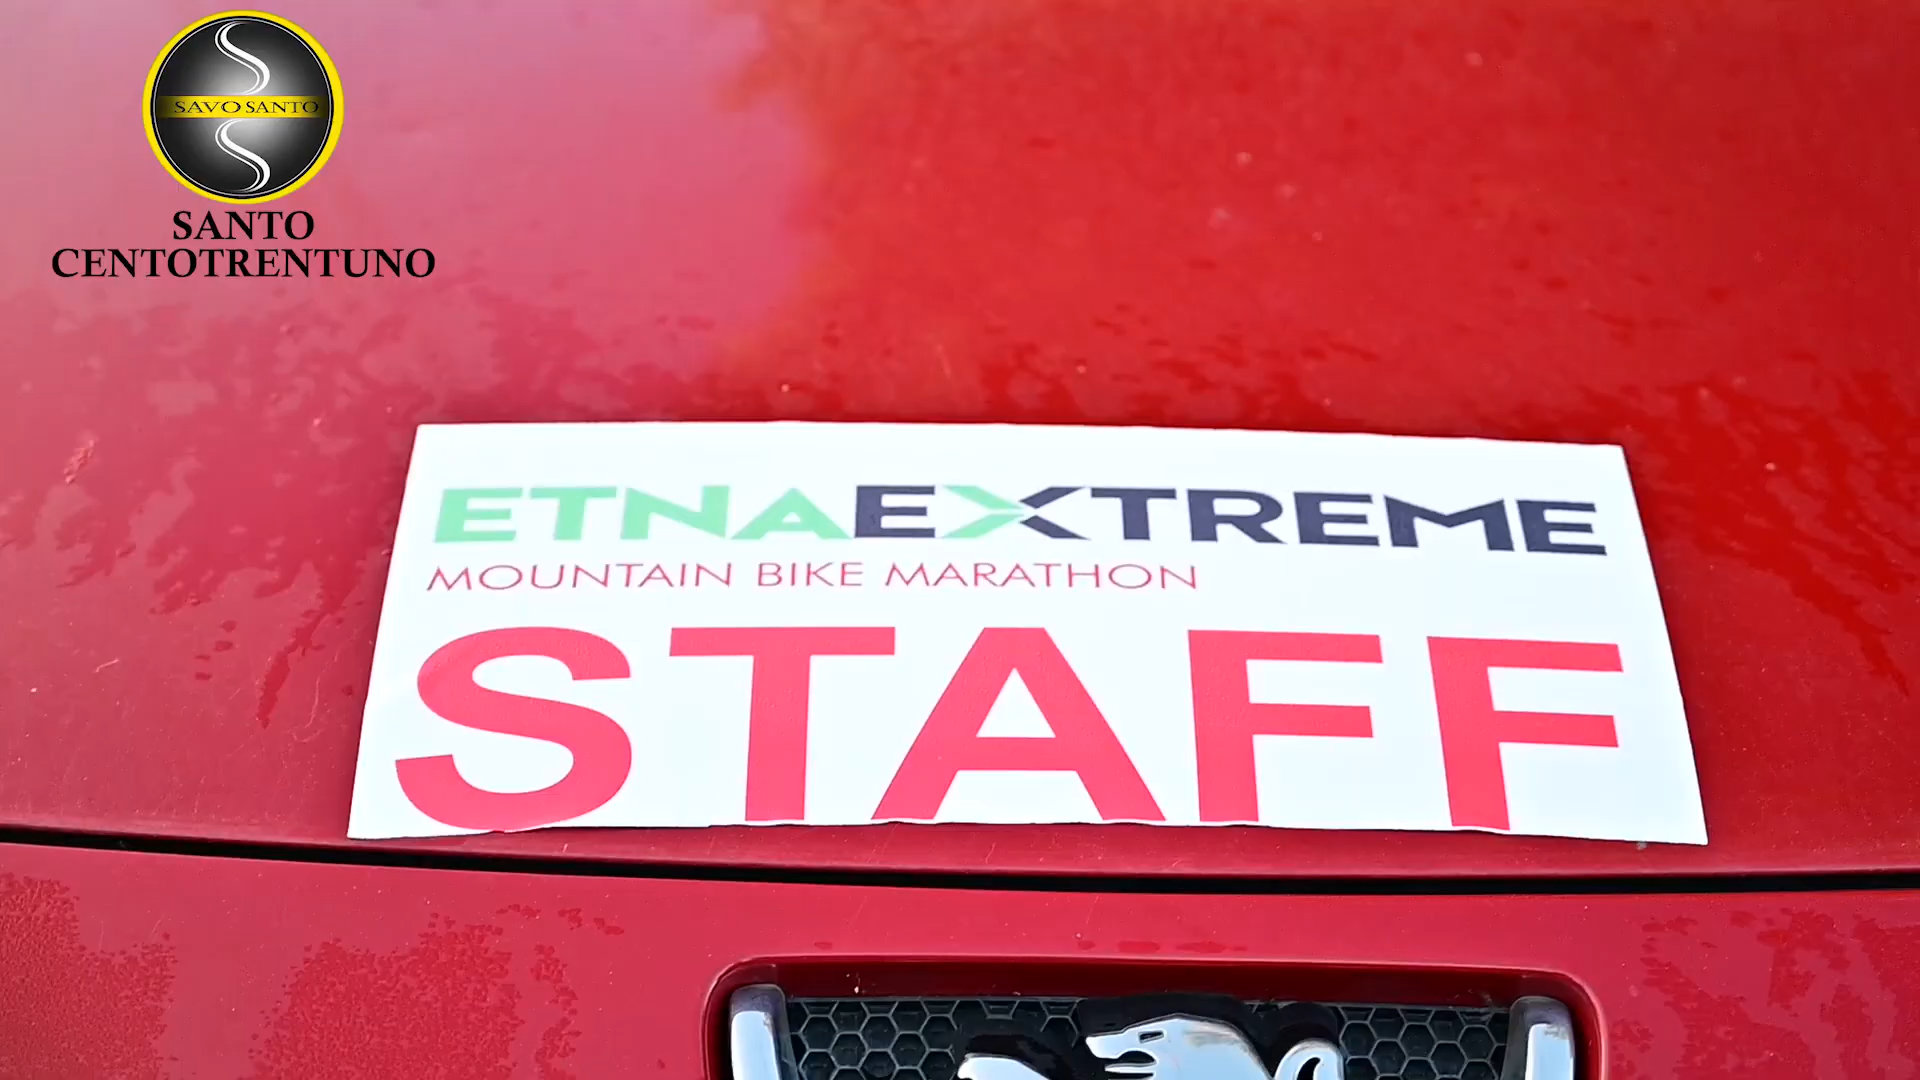 SAVO SANTO
SANTO
CENTOTRENTUNO
ETNAEXTREME
MOUNTAIN BIKE MARATHON
STAFF